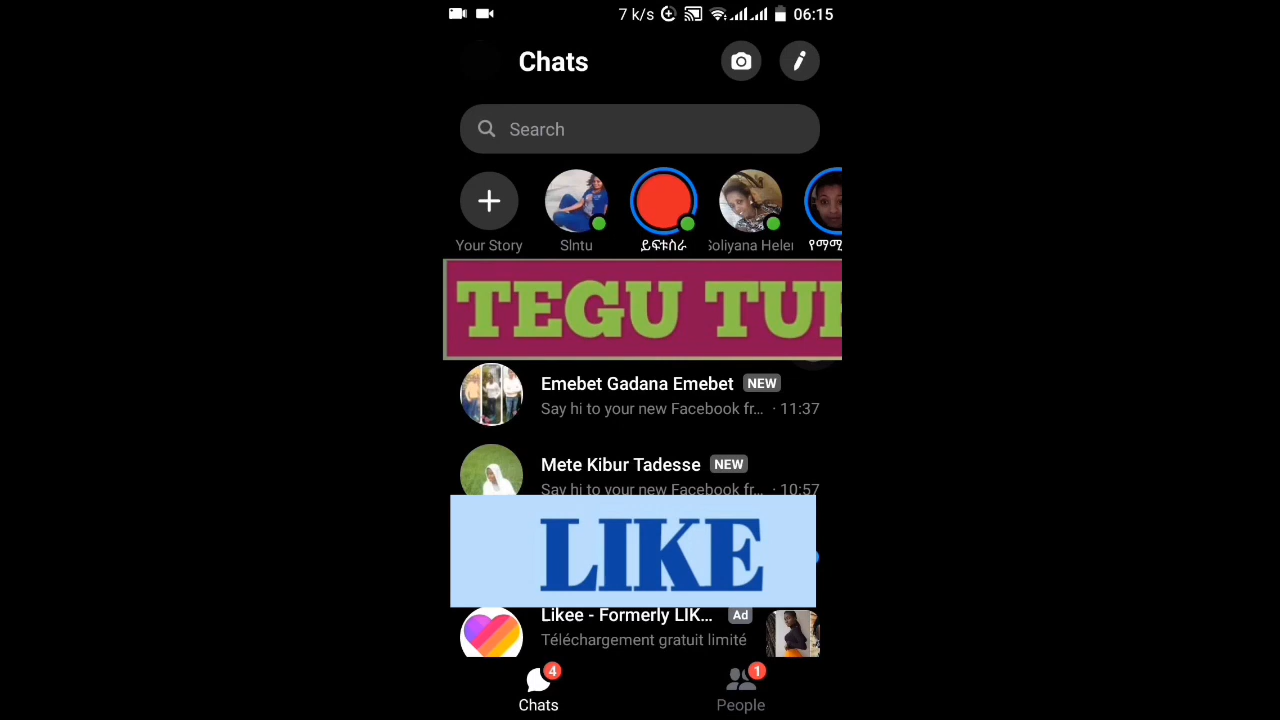 7 k/s 06:15
Chats
Search
Your Story
Slntu
ይፍቱስራ
Soliyana Helen
የማሚ
TEGU TUB
Emebet Gadana Emebet NEW
Say hi to your new Facebook fr... · 11:37
Mete Kibur Tadesse NEW
Say hi to your new Facebook fr... · 10:57
LIKE
Likee - Formerly LIK... Ad
Téléchargement gratuit limité
4
1
Chats
People